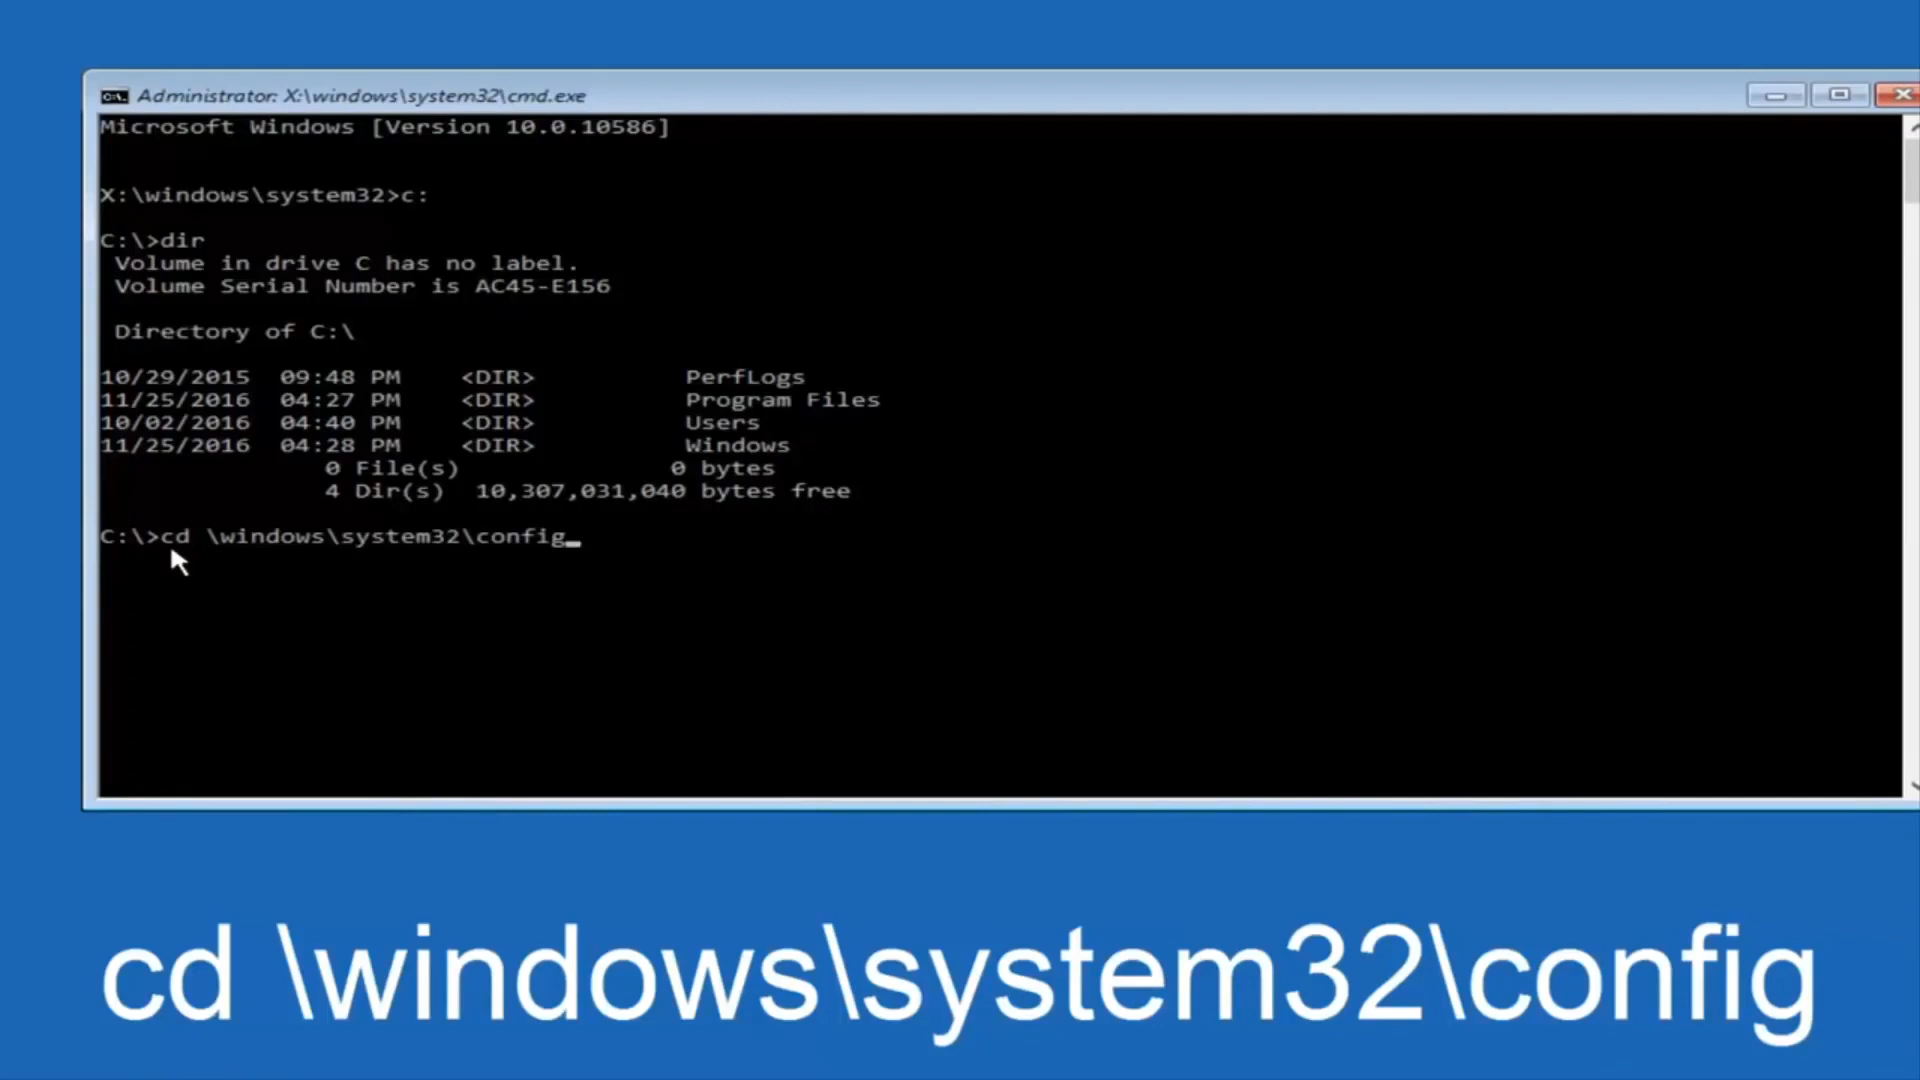 Administrator: X:\windows\system32\cmd.exe
Microsoft Windows [Version 10.0.10586]
X:\windows\system32>c:
C:\>dir
Volume in drive C has no label.
Volume Serial Number is AC45-E156
Directory of C:\
10/29/2015 09:48 PM <DIR> PerfLogs
11/25/2016 04:27 PM <DIR> Program Files
10/02/2016 04:40 PM <DIR> Users
11/25/2016 04:28 PM <DIR> Windows
0 File(s) 0 bytes
4 Dir(s) 10,307,031,040 bytes free
C:\>cd \windows\system32\config_
cd \windows\system32\config